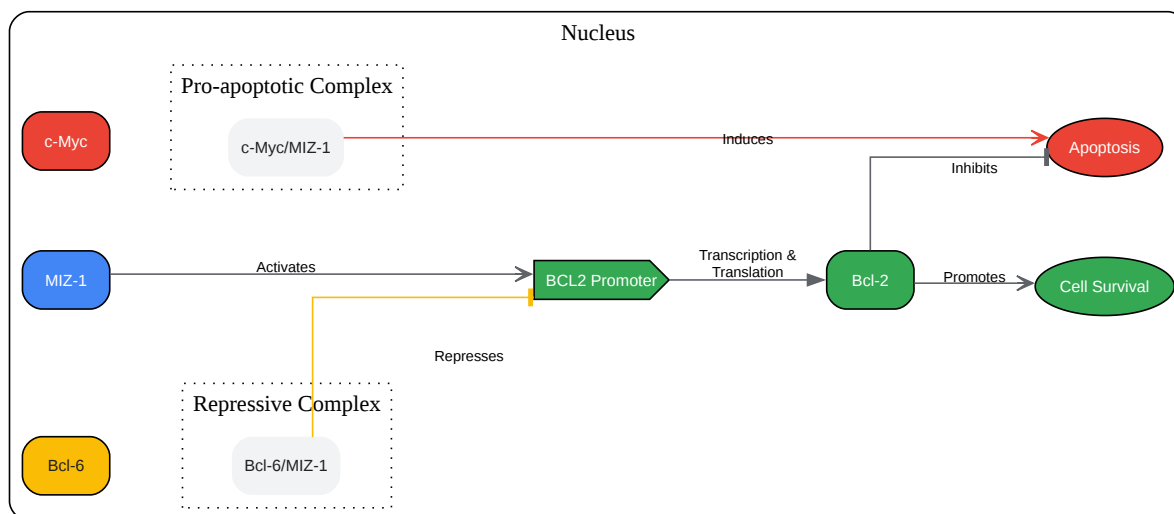 Nucleus
Pro-apoptotic Complex
c-Myc
c-Myc/MIZ-1
Induces
Apoptosis
Inhibits
MIZ-1
Activates
BCL2 Promoter
Transcription &
Translation
Bcl-2
Promotes
Cell Survival
Represses
Repressive Complex
Bcl-6
Bcl-6/MIZ-1